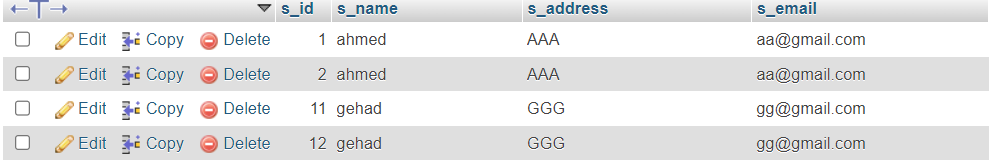 s_id s_name s_address s_email
Edit Copy Delete 1 ahmed AAA aa@gmail.com
Edit Copy Delete 2 ahmed AAA aa@gmail.com
Edit Copy Delete 11 gehad GGG gg@gmail.com
Edit Copy Delete 12 gehad GGG gg@gmail.com